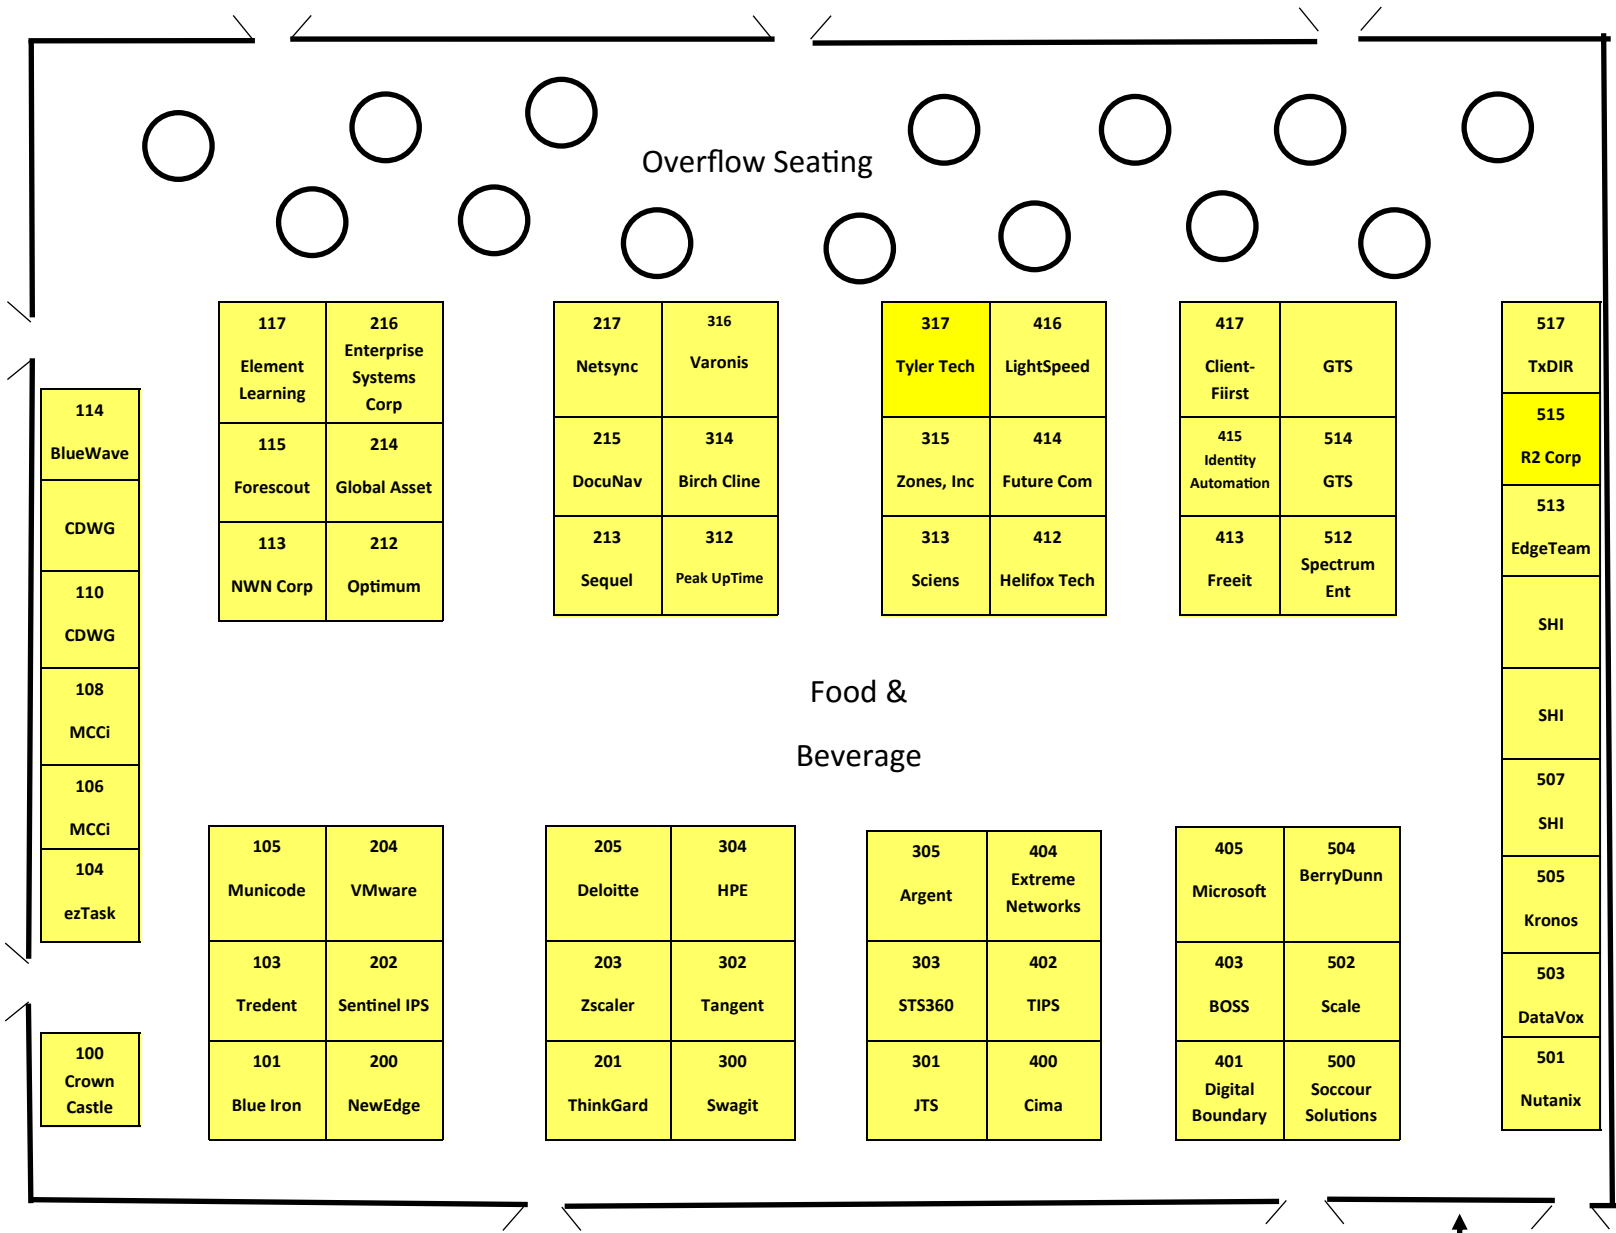 Overflow Seating
117
Element
Learning
216
Enterprise
Systems
Corp
115
Forescout
214
Global Asset
113
NWN Corp
212
Optimum
217
Netsync
316
Varonis
215
DocuNav
314
Birch Cline
213
Sequel
312
Peak UpTime
317
Tyler Tech
416
LightSpeed
315
Zones, Inc
414
Future Com
313
Sciens
412
Helifox Tech
417
Client-
Fiirst
GTS
415
Identity
Automation
514
GTS
413
Freeit
512
Spectrum
Ent
517
TxDIR
515
R2 Corp
513
EdgeTeam
SHI
SHI
507
SHI
505
Kronos
503
DataVox
501
Nutanix
114
BlueWave
CDWG
110
CDWG
108
MCCi
106
MCCi
104
ezTask
100
Crown
Castle
Food &
Beverage
105
Municode
204
VMware
103
Tredent
202
Sentinel IPS
101
Blue Iron
200
NewEdge
205
Deloitte
304
HPE
203
Zscaler
302
Tangent
201
ThinkGard
300
Swagit
305
Argent
404
Extreme
Networks
303
STS360
402
TIPS
301
JTS
400
Cima
405
Microsoft
504
BerryDunn
403
BOSS
502
Scale
401
Digital
Boundary
500
Soccour
Solutions